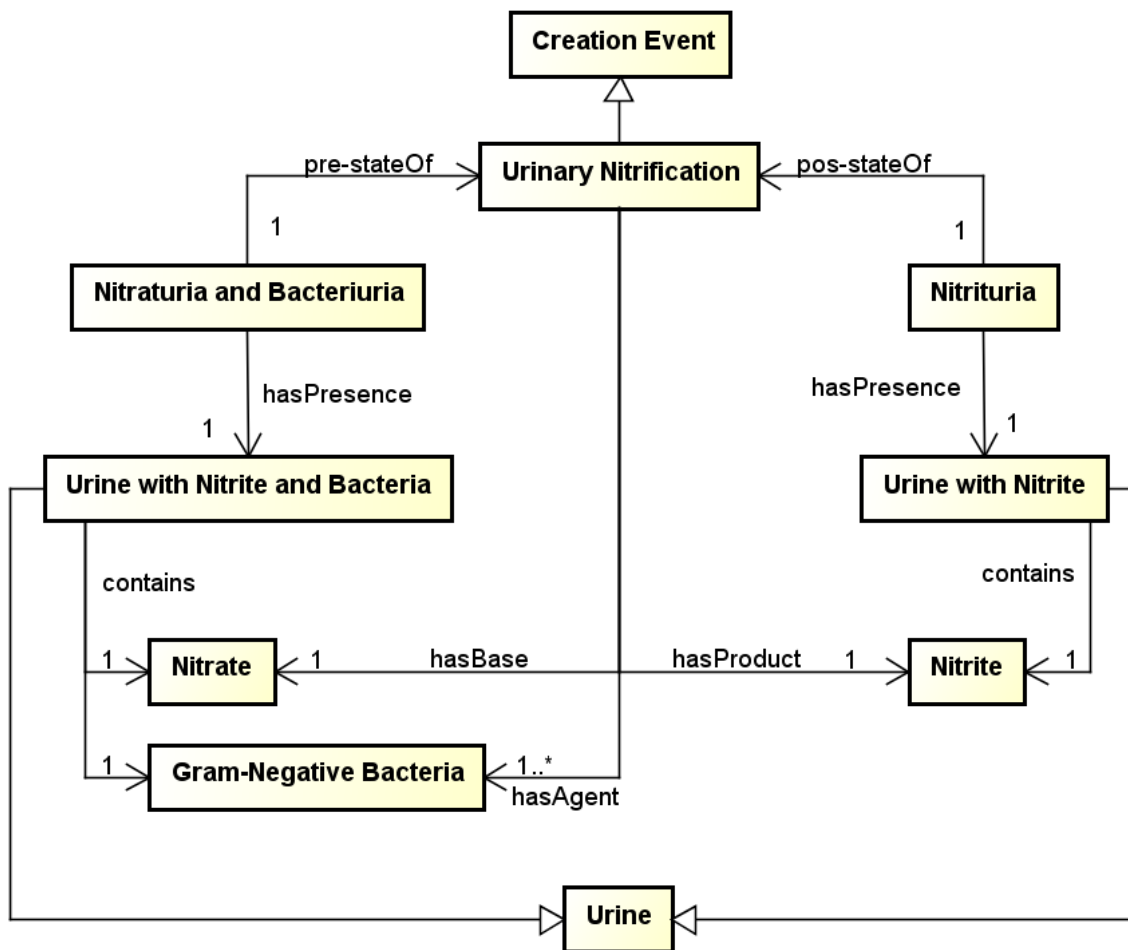 Creation Event
pre-stateOf
Urinary Nitrification
pos-stateOf
1
1
Nitraturia and Bacteriuria
Nitrituria
hasPresence
hasPresence
1
1
Urine with Nitrite and Bacteria
Urine with Nitrite
contains
contains
1
Nitrate
1
hasBase
hasProduct
1
Nitrite
1
1
Gram-Negative Bacteria
1..*
hasAgent
Urine